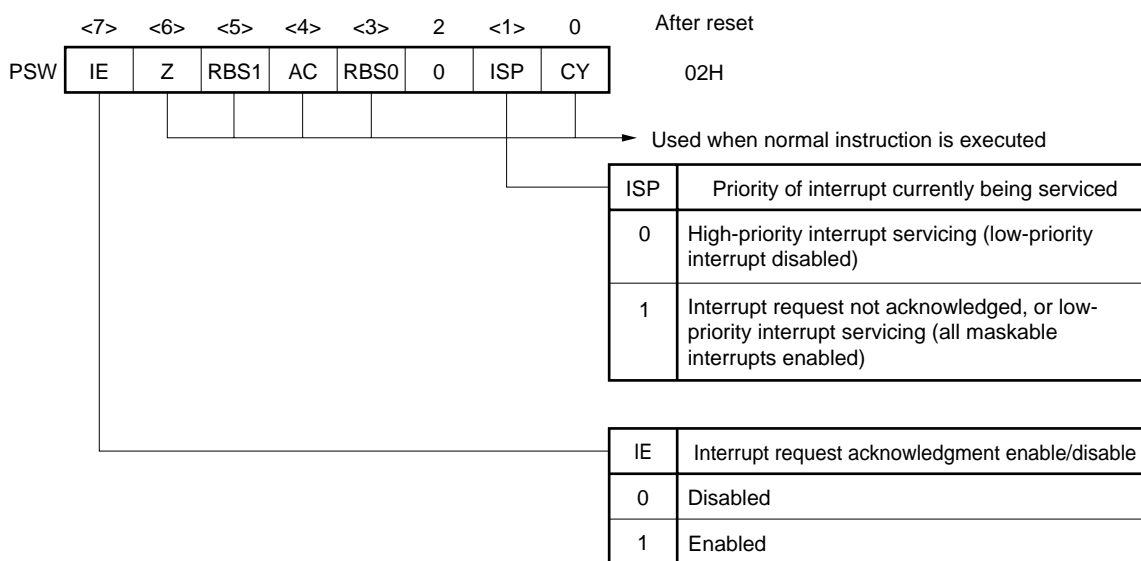 <7> <6> <5> <4> <3> 2 <1> 0 After reset
PSW IE Z RBS1 AC RBS0 0 ISP CY 02H
Used when normal instruction is executed
ISP Priority of interrupt currently being serviced
0 High-priority interrupt servicing (low-priority
interrupt disabled)
1 Interrupt request not acknowledged, or low-
priority interrupt servicing (all maskable
interrupts enabled)
IE Interrupt request acknowledgment enable/disable
0 Disabled
1 Enabled